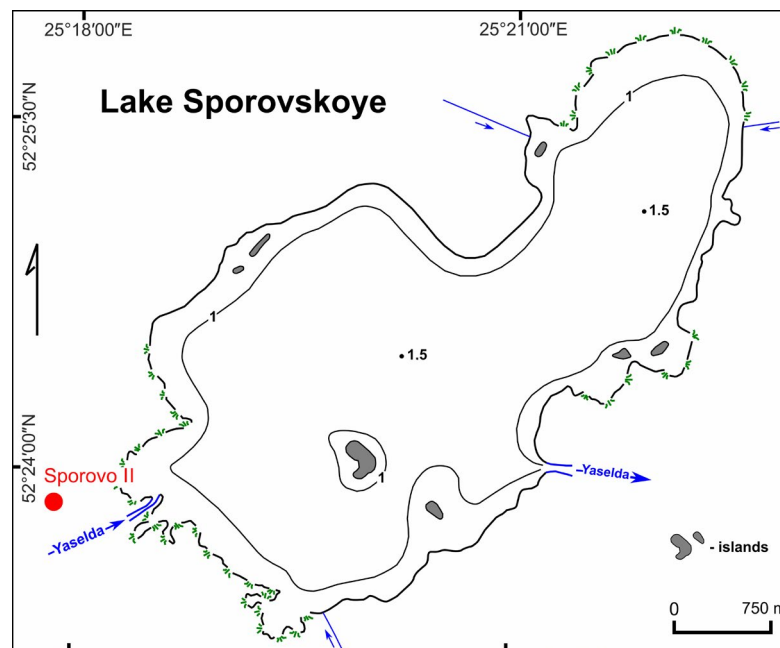 25°18′00″E
25°21′00″E
Lake Sporovskoye
52°25′30″N
1
1.5
1
1.5
52°24′00″N
Sporovo II
1
Yaselda
Yaselda
- islands
0
750 m